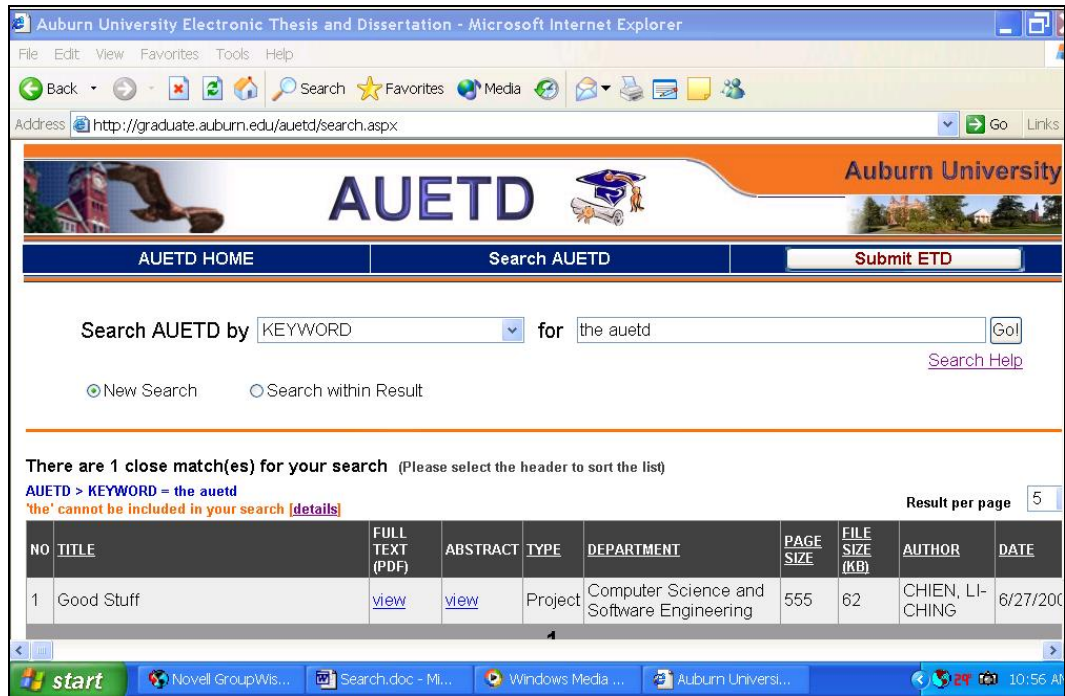 Auburn University Electronic Thesis and Dissertation - Microsoft Internet Explorer
File Edit View Favorites Tools Help
Back Search Favorites Media
Address http://graduate.auburn.edu/auetd/search.aspx Go Links
AUETD Auburn University
AUETD HOME Search AUETD Submit ETD
Search AUETD by KEYWORD for the auetd Go!
Search Help
New Search Search within Result
There are 1 close match(es) for your search (Please select the header to sort the list)
AUETD > KEYWORD = the auetd
'the' cannot be included in your search [details]
Result per page 5
NO TITLE FULL TEXT (PDF) ABSTRACT TYPE DEPARTMENT PAGE SIZE FILE SIZE (KB) AUTHOR DATE
1 Good Stuff view view Project Computer Science and Software Engineering 555 62 CHIEN, LI-CHING 6/27/200
1
start Novell GroupWis... Search.doc - Mi... Windows Media ... Auburn Universi... 29° 10:56 AM